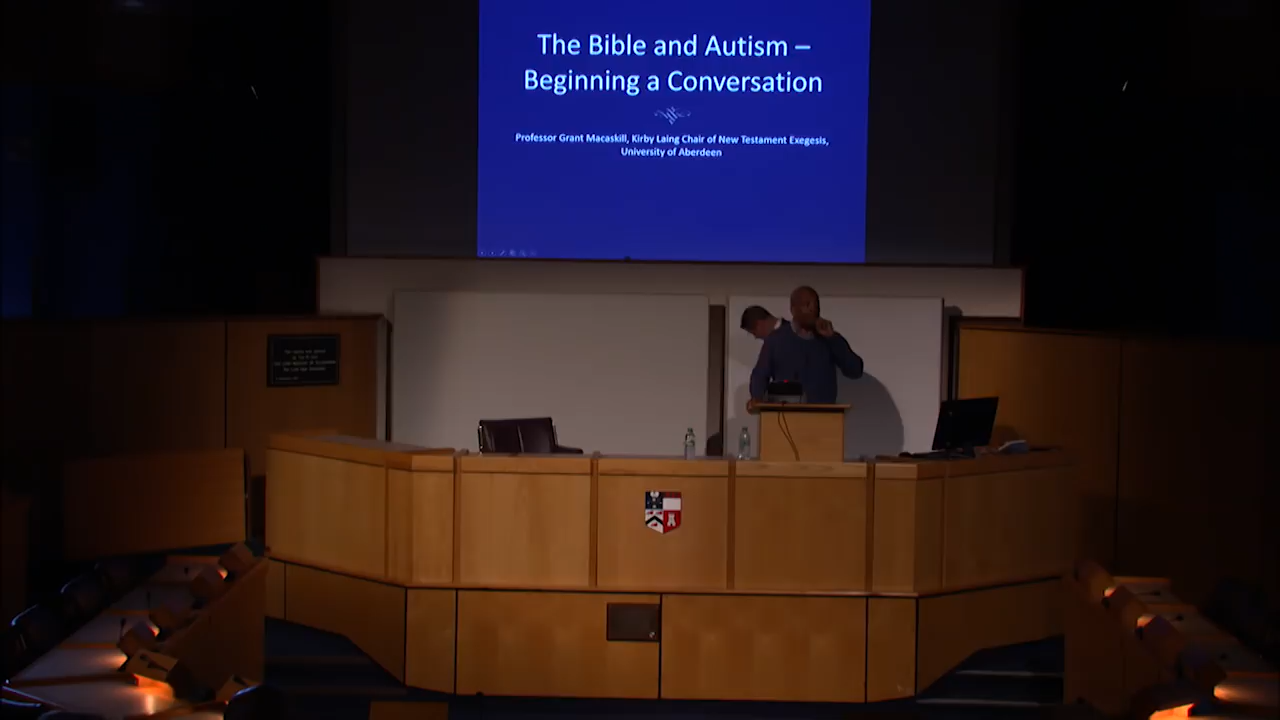 The Bible and Autism –
Beginning a Conversation
Professor Grant Macaskill, Kirby Laing Chair of New Testament Exegesis,
University of Aberdeen